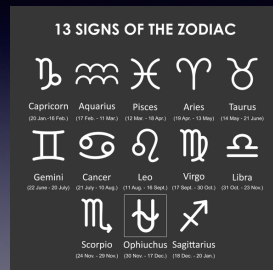 13 SIGNS OF THE ZODIAC
Capricorn Aquarius Pisces Aries Taurus
(20 Jan.-16 Feb.) (17 Feb. - 11 Mar.) (12 Mar. - 18 Apr.) (19 Apr. - 13 May) (14 May - 21 June)
Gemini Cancer Leo Virgo Libra
(22 June - 20 July) (21 July - 10 Aug.) (11 Aug. - 16 Sept.) (17 Sept. - 30 Oct.) (31 Oct. - 23 Nov.)
Scorpio Ophiuchus Sagittarius
(24 Nov. - 29 Nov.) (30 Nov. - 17 Dec.) (18 Dec. - 20 Jan.)